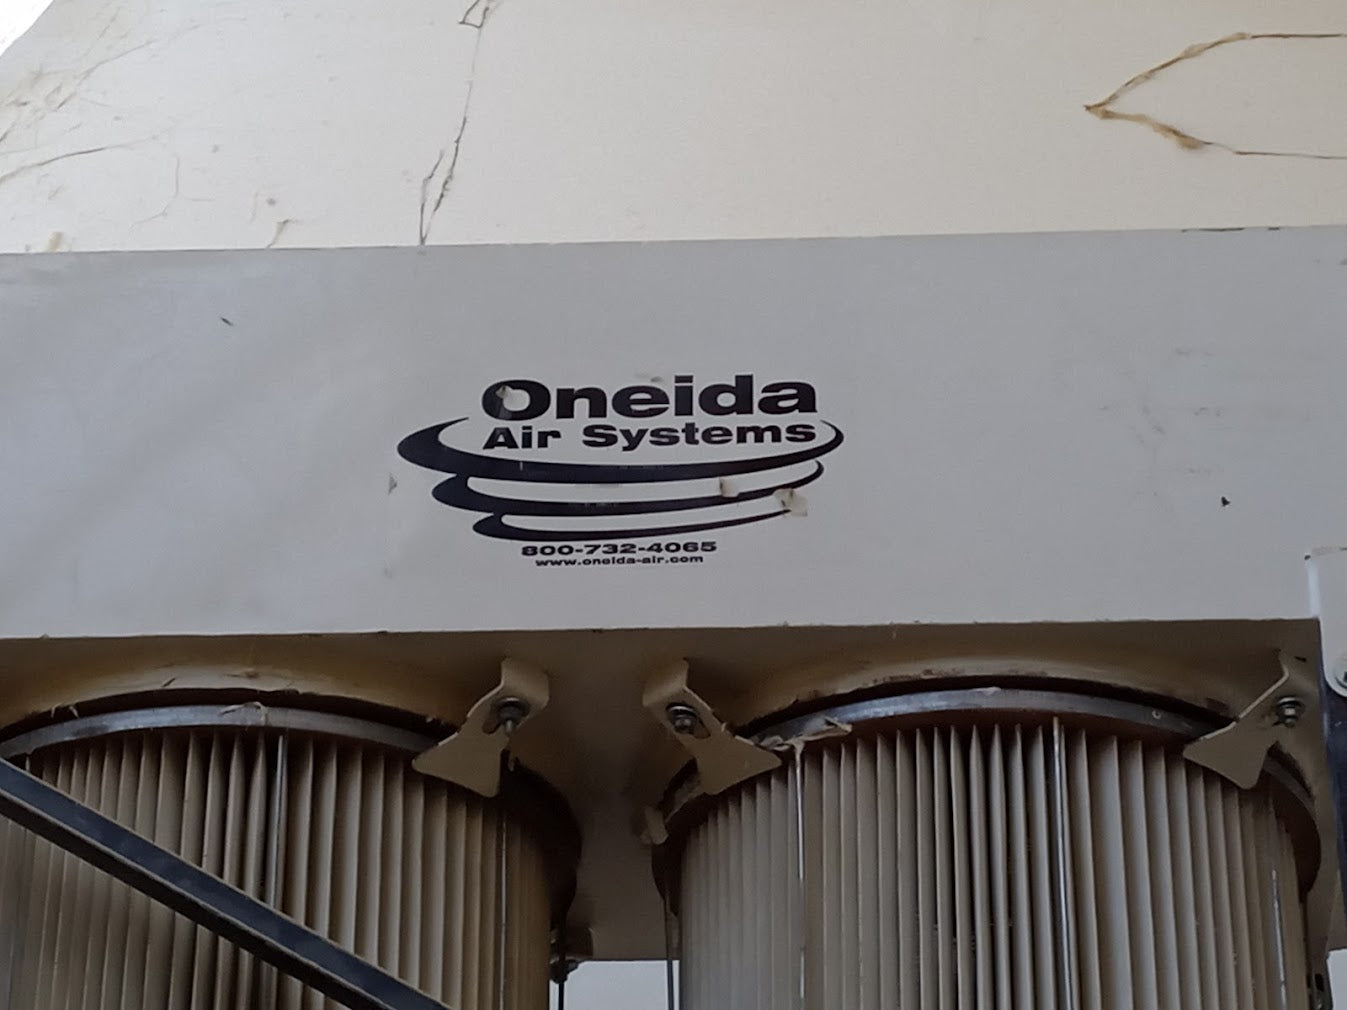 Oneida
Air Systems
800-732-4065
www.oneida-air.com